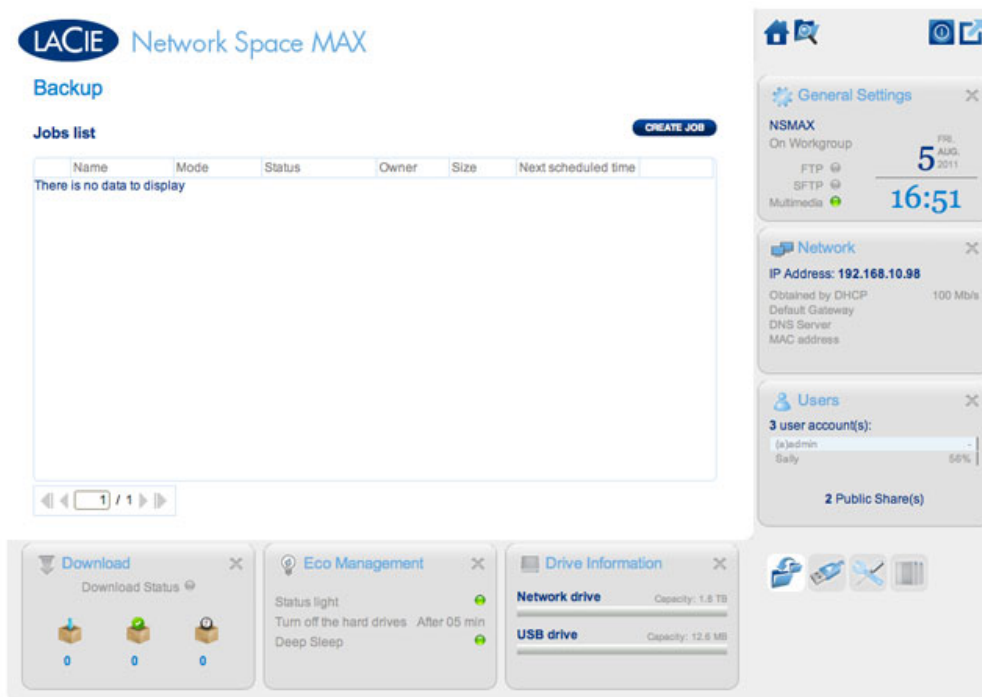 LACIE Network Space MAX
Backup
Jobs list
CREATE JOB
Name Mode Status Owner Size Next scheduled time
There is no data to display
1 / 1
General Settings
NSMAX
On Workgroup
FTP
SFTP
Multimedia
FRI,
5 AUG.
2011
16:51
Network
IP Address: 192.168.10.98
Obtained by DHCP 100 Mb/s
Default Gateway
DNS Server
MAC address
Users
3 user account(s):
(a)admin -
Sally 56%
2 Public Share(s)
Download
Download Status
0 0 0
Eco Management
Status light
Turn off the hard drives After 05 min
Deep Sleep
Drive Information
Network drive Capacity: 1.8 TB
USB drive Capacity: 12.6 MB